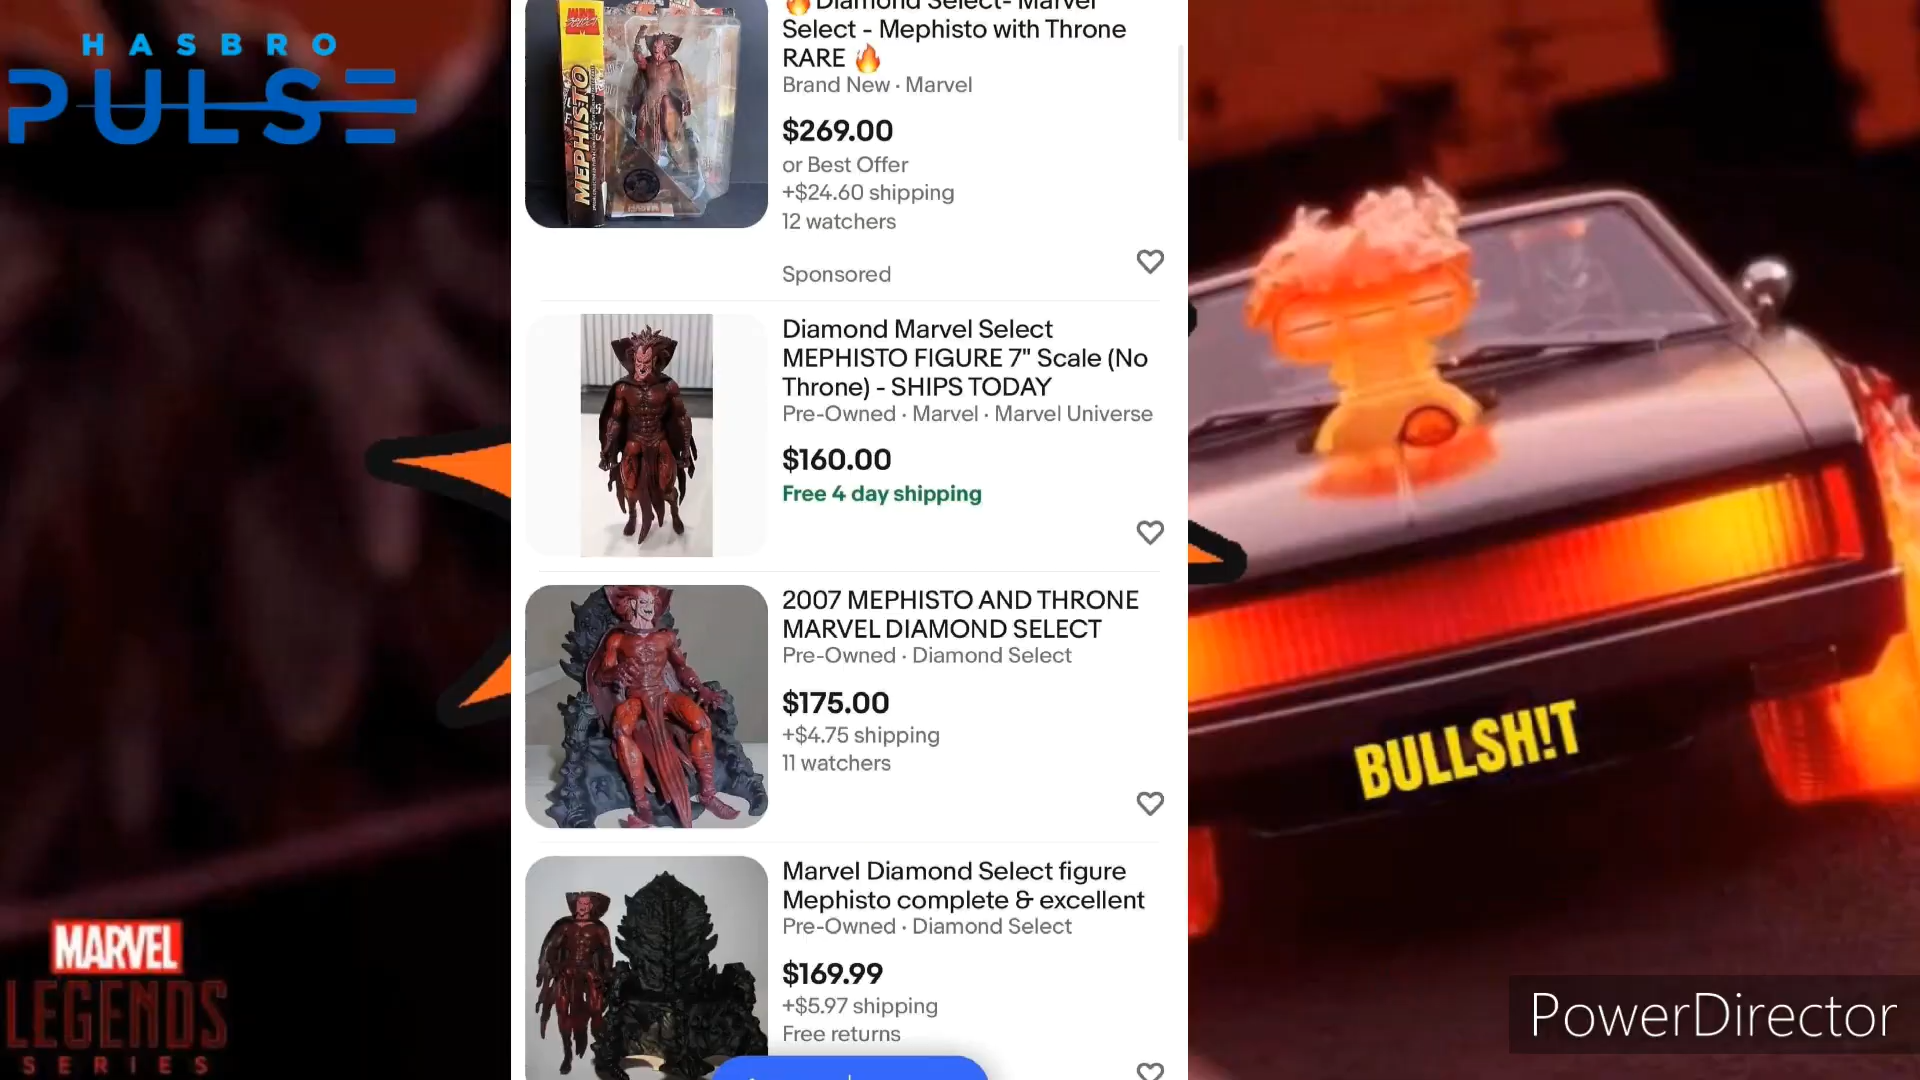 HASBRO
PULSE
🔥Diamond Select- Marvel
Select - Mephisto with Throne
RARE 🔥
Brand New · Marvel
$269.00
or Best Offer
+$24.60 shipping
12 watchers
Sponsored
MEPHISTO
Diamond Marvel Select
MEPHISTO FIGURE 7" Scale (No
Throne) - SHIPS TODAY
Pre-Owned · Marvel · Marvel Universe
$160.00
Free 4 day shipping
2007 MEPHISTO AND THRONE
MARVEL DIAMOND SELECT
Pre-Owned · Diamond Select
$175.00
+$4.75 shipping
11 watchers
Marvel Diamond Select figure
Mephisto complete & excellent
Pre-Owned · Diamond Select
$169.99
+$5.97 shipping
Free returns
BULLSH!T
MARVEL
LEGENDS
SERIES
PowerDirector